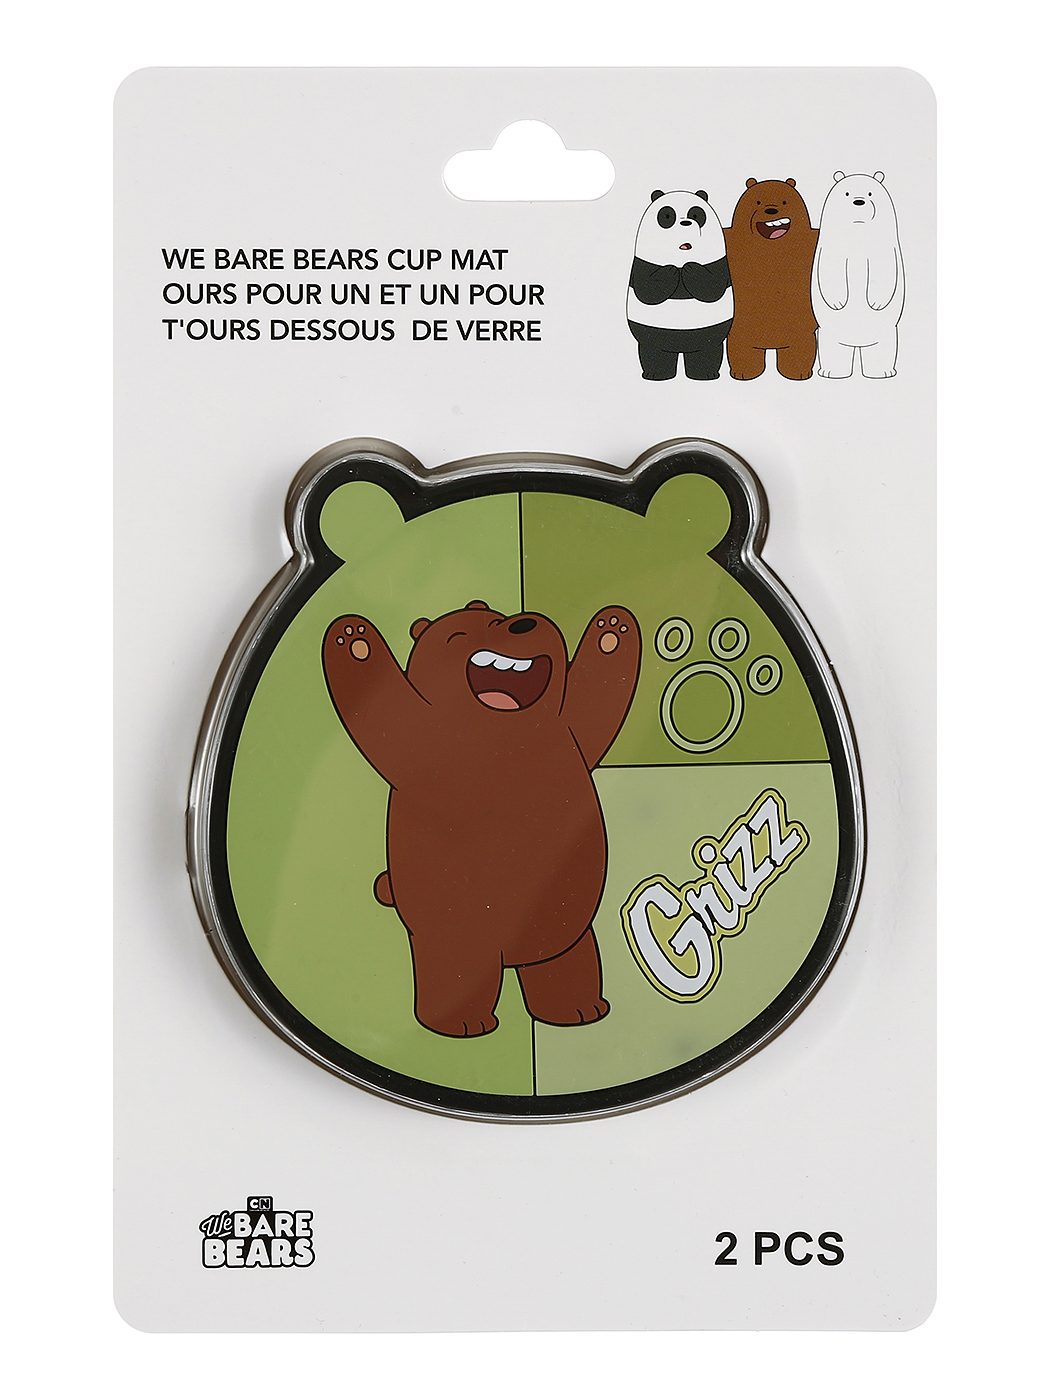 WE BARE BEARS CUP MAT
OURS POUR UN ET UN POUR
T'OURS DESSOUS DE VERRE
Grizz
CN
We BARE
BEARS
2 PCS